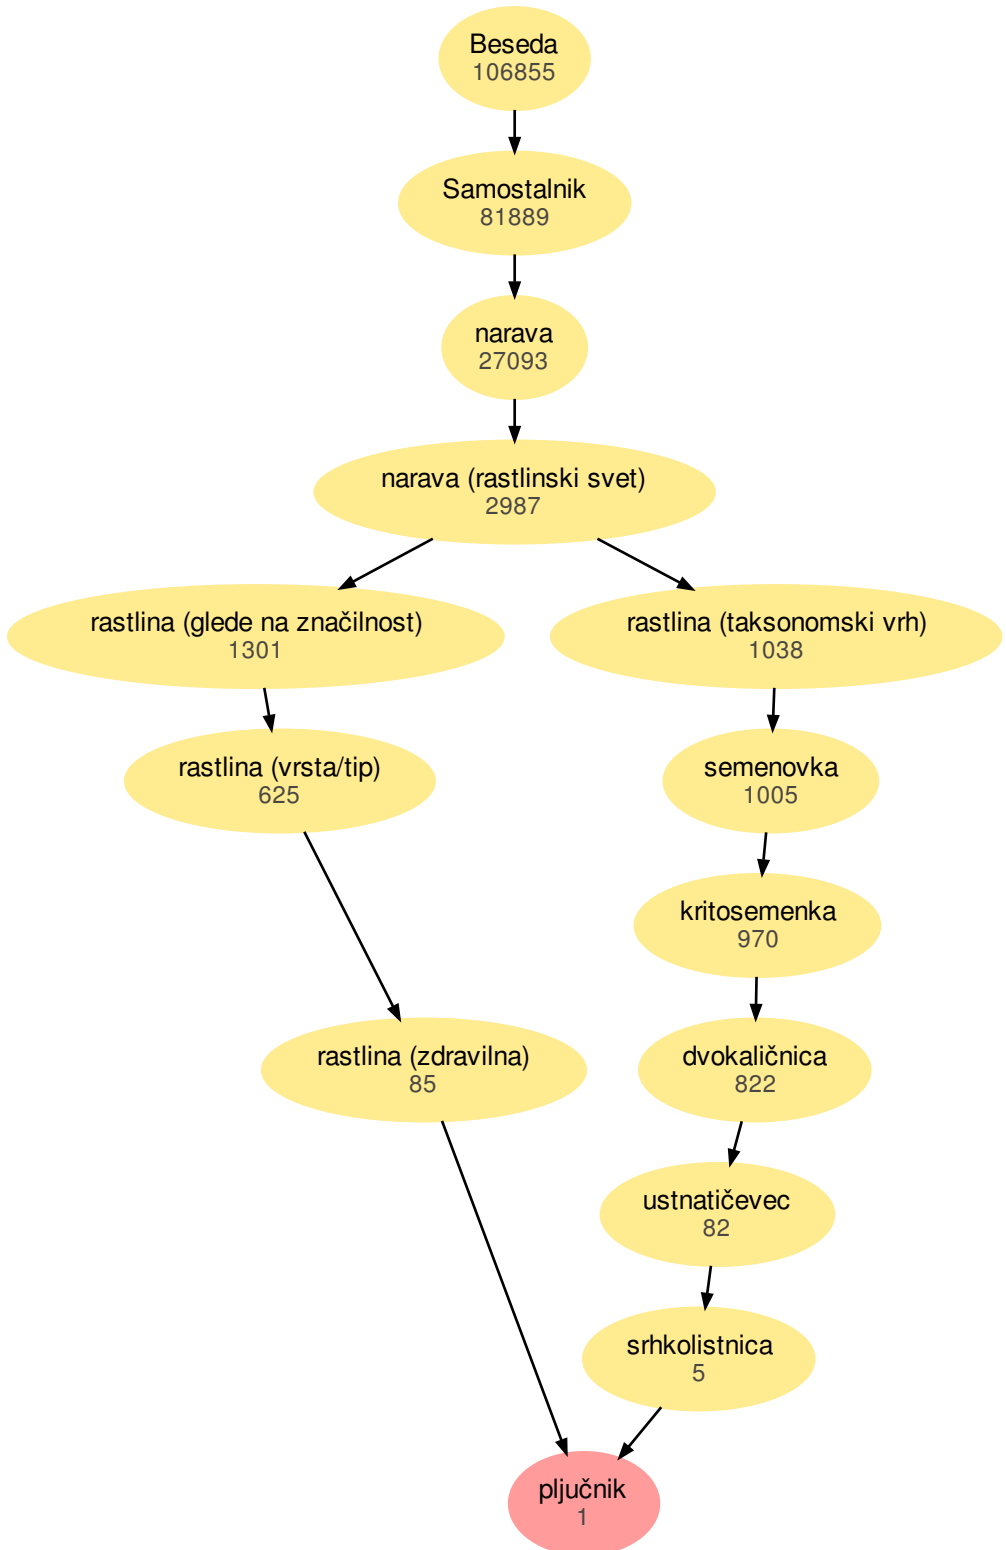 Beseda
106855
Samostalnik
81889
narava
27093
narava (rastlinski svet)
2987
rastlina (glede na značilnost)
1301
rastlina (taksonomski vrh)
1038
rastlina (vrsta/tip)
625
semenovka
1005
kritosemenka
970
rastlina (zdravilna)
85
dvokaličnica
822
ustnatičevec
82
srhkolistnica
5
pljučnik
1